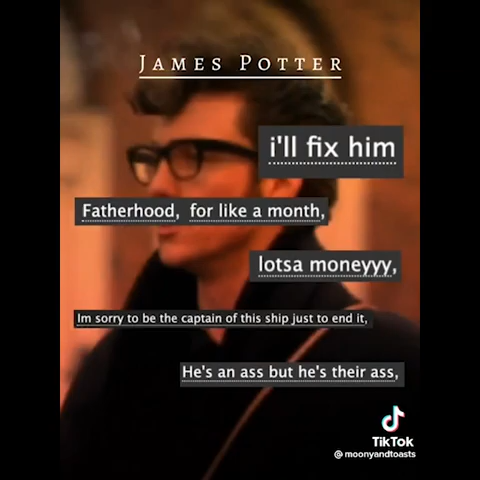 JAMES POTTER
i'll fix him
Fatherhood, for like a month,
lotsa moneyyy,
Im sorry to be the captain of this ship just to end it,
He's an ass but he's their ass,
TikTok
@ moonyandtoasts